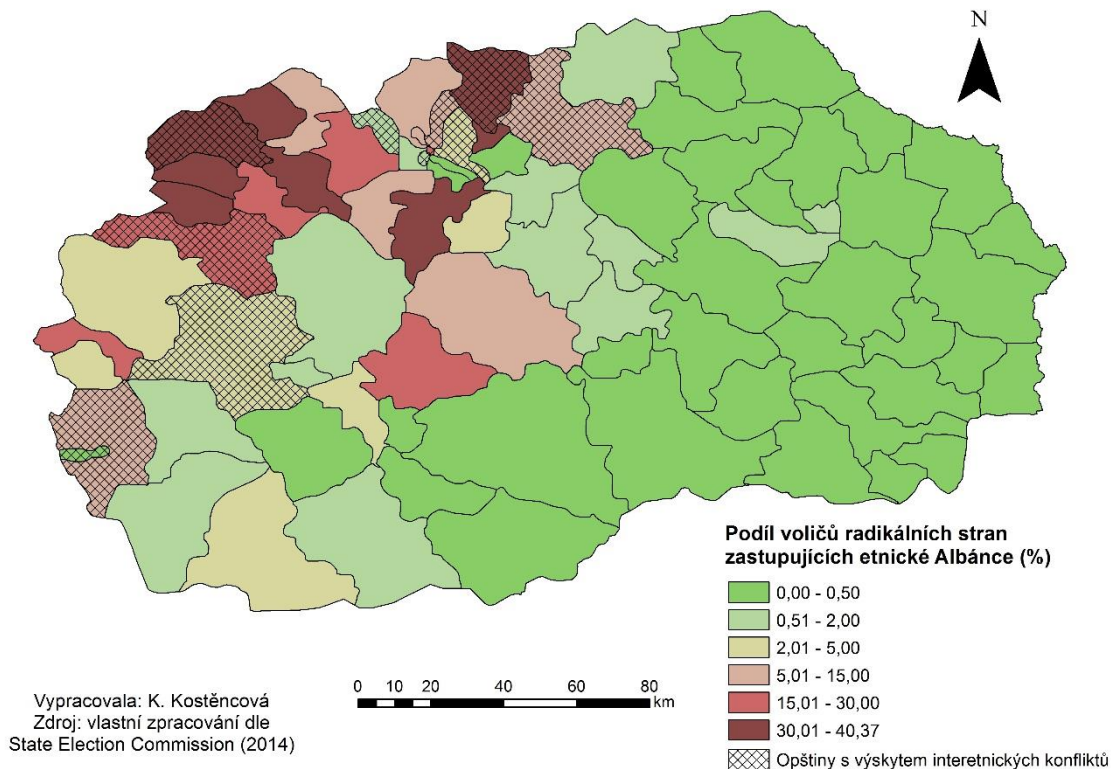 N
Podíl voličů radikálních stran
zastupujících etnické Albánce (%)
0,00 - 0,50
0,51 - 2,00
2,01 - 5,00
5,01 - 15,00
15,01 - 30,00
30,01 - 40,37
Opštiny s výskytem interetnických konfliktů
0 10 20 40 60 80
km
Vypracovala: K. Kostěncová
Zdroj: vlastní zpracování dle
State Election Commission (2014)